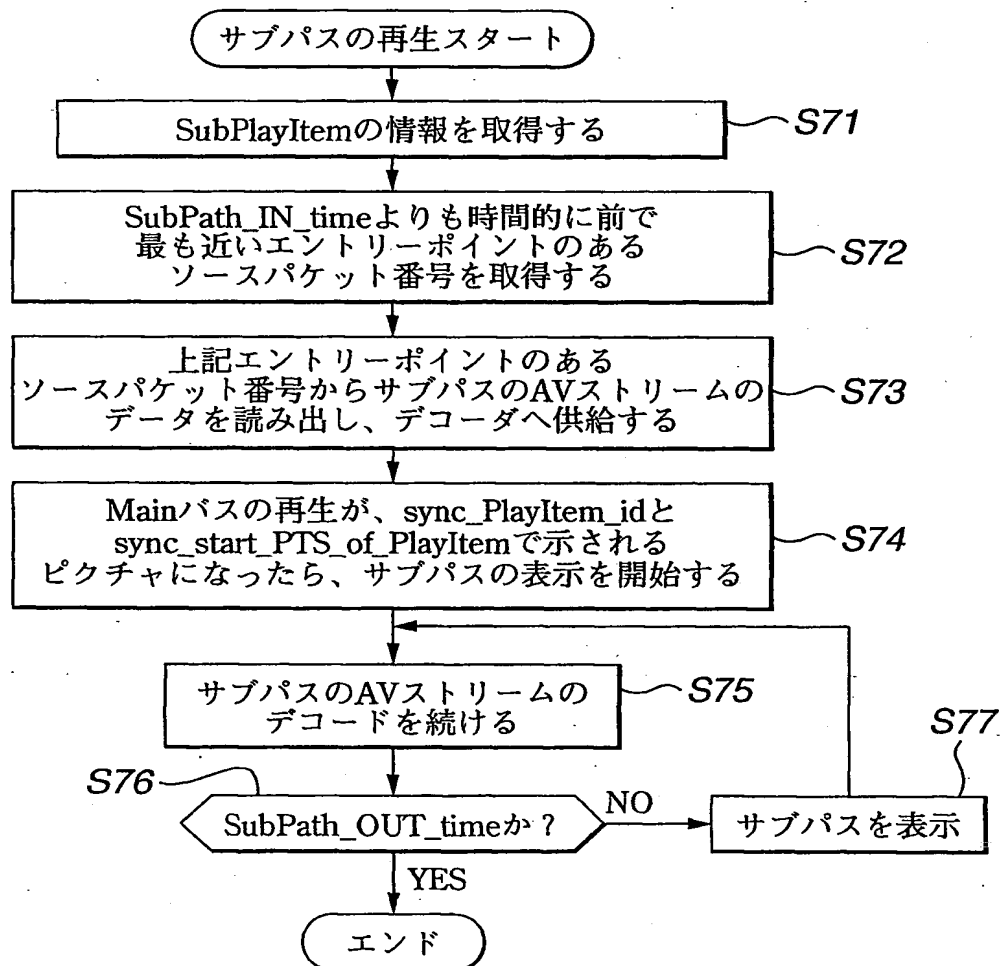 サブパスの再生スタート
SubPlayItemの情報を取得する
S71
SubPath_IN_timeよりも時間的に前で
最も近いエントリーポイントのある
ソースパケット番号を取得する
S72
上記エントリーポイントのある
ソースパケット番号からサブパスのAVストリームの
データを読み出し、デコーダへ供給する
S73
Mainパスの再生が、sync_PlayItem_idと
sync_start_PTS_of_PlayItemで示される
ピクチャになったら、サブパスの表示を開始する
S74
サブパスのAVストリームの
デコードを続ける
S75
S76
SubPath_OUT_timeか？
NO
S77
サブパスを表示
YES
エンド